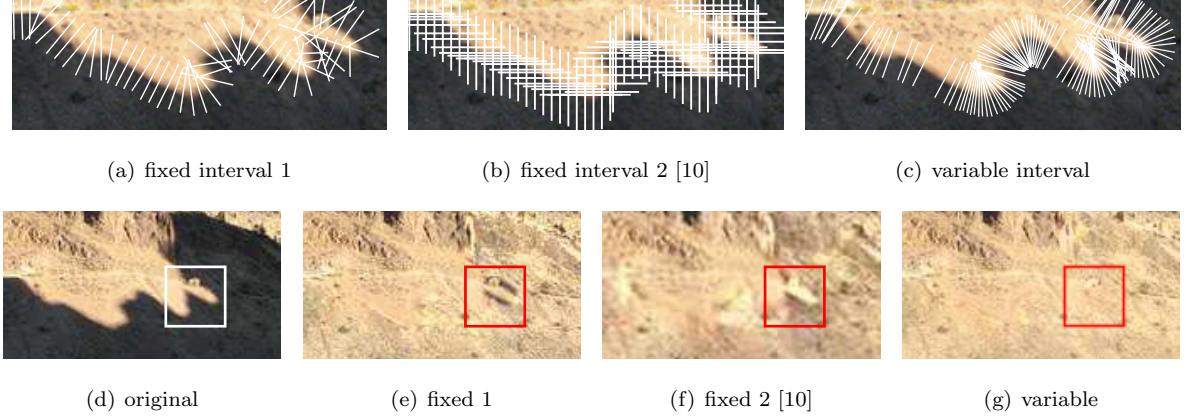 (a) fixed interval 1
(b) fixed interval 2 [10]
(c) variable interval
(d) original
(e) fixed 1
(f) fixed 2 [10]
(g) variable